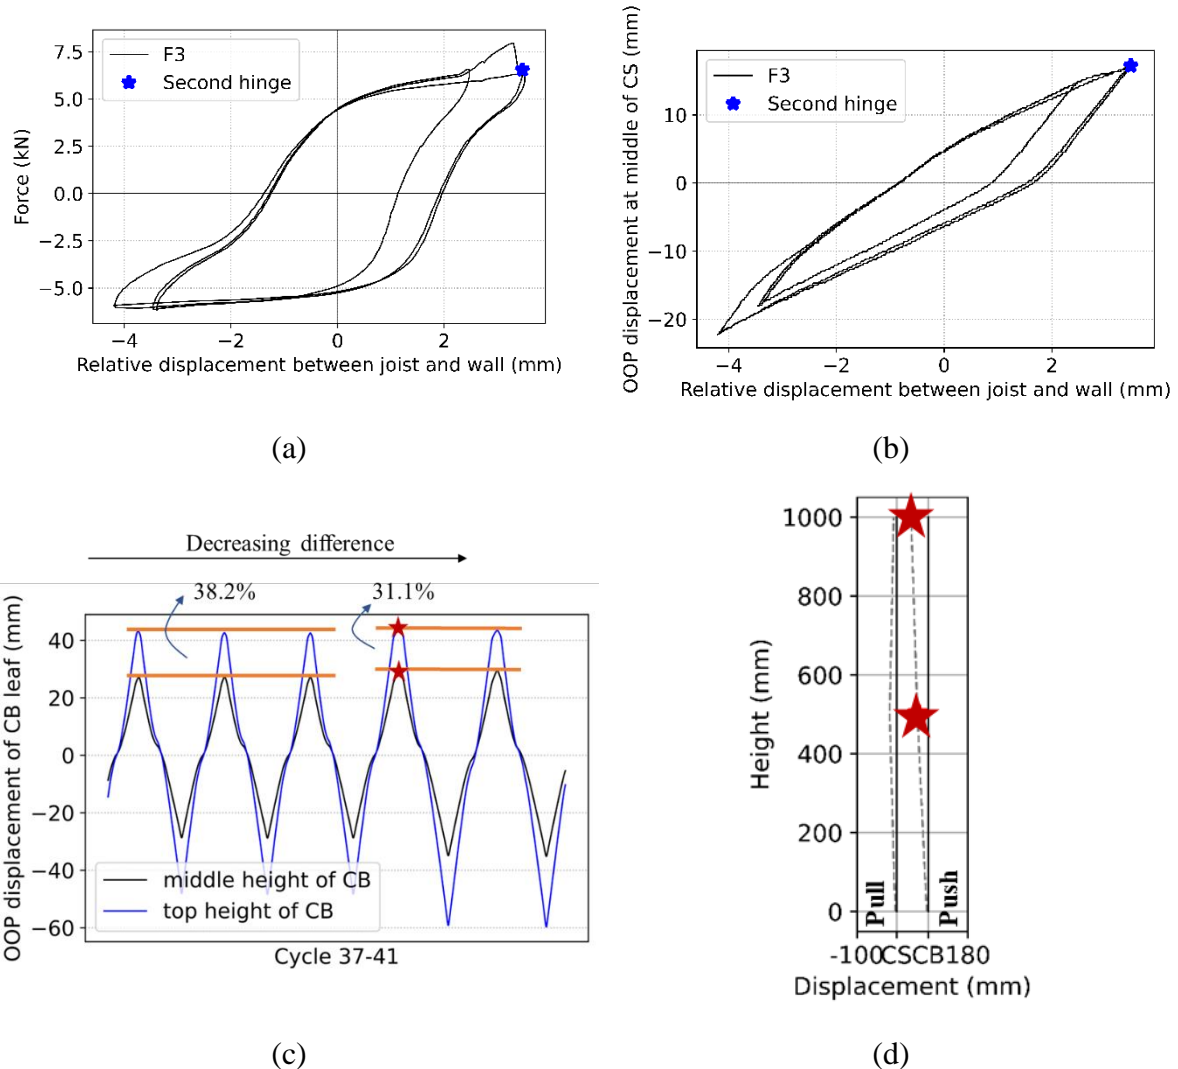 F3
Second hinge
7.5
5.0
2.5
0.0
−2.5
−5.0
Force (kN)
−4 −2 0 2
Relative displacement between joist and wall (mm)
(a)
F3
Second hinge
10
0
−10
−20
OOP displacement at middle of CS (mm)
−4 −2 0 2
Relative displacement between joist and wall (mm)
(b)
Decreasing difference
38.2% 31.1%
40
20
0
−20
−40
−60
OOP displacement of CB leaf (mm)
middle height of CB
top height of CB
Cycle 37-41
(c)
1000
800
600
400
200
0
Height (mm)
Pull
Push
-100CSCB180
Displacement (mm)
(d)